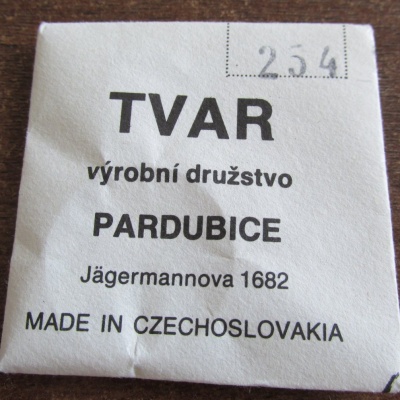 254
TVAR
výrobní družstvo
PARDUBICE
Jägermannova 1682
MADE IN CZECHOSLOVAKIA